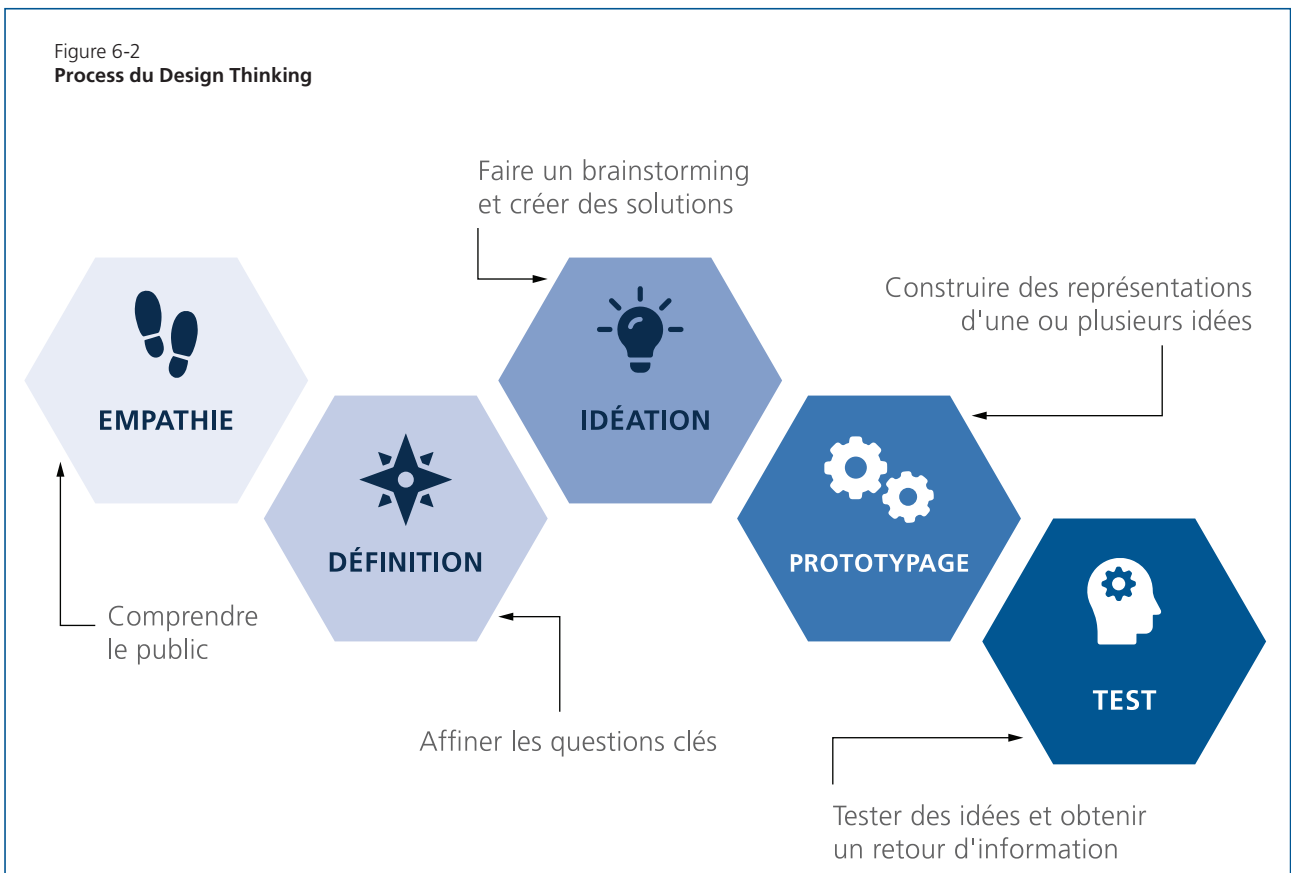 Figure 6-2
Process du Design Thinking
Faire un brainstorming
et créer des solutions
Construire des représentations
d'une ou plusieurs idées
EMPATHIE
IDÉATION
DÉFINITION
PROTOTYPAGE
Comprendre
le public
TEST
Affiner les questions clés
Tester des idées et obtenir
un retour d'information